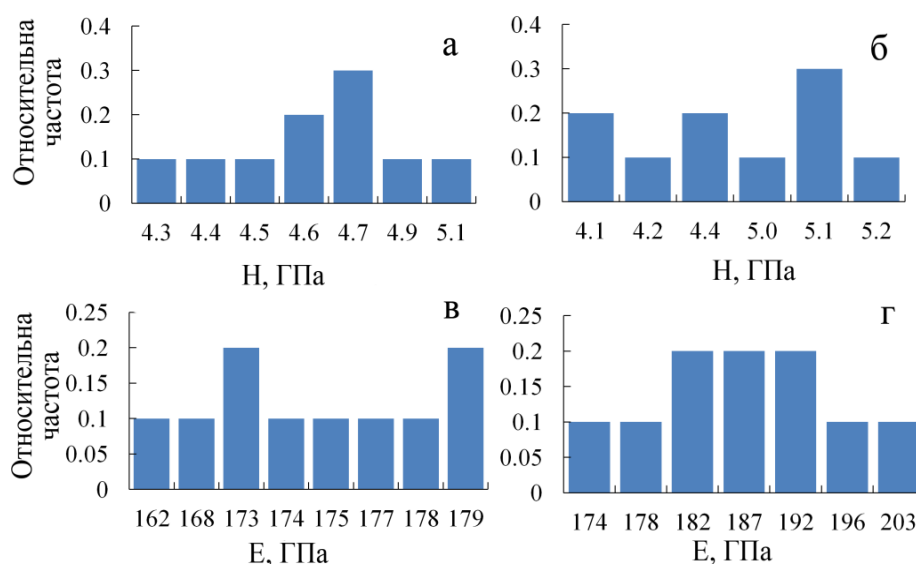 Относительна
частота
0.4
0.3
0.2
0.1
0
а
4.3 4.4 4.5 4.6 4.7 4.9 5.1
Н, ГПа
0.4
0.3
0.2
0.1
0
б
4.1 4.2 4.4 5.0 5.1 5.2
Н, ГПа
Относительна
частота
0.25
0.2
0.15
0.1
0.05
0
в
162 168 173 174 175 177 178 179
Е, ГПа
0.25
0.2
0.15
0.1
0.05
0
г
174 178 182 187 192 196 203
Е, ГПа